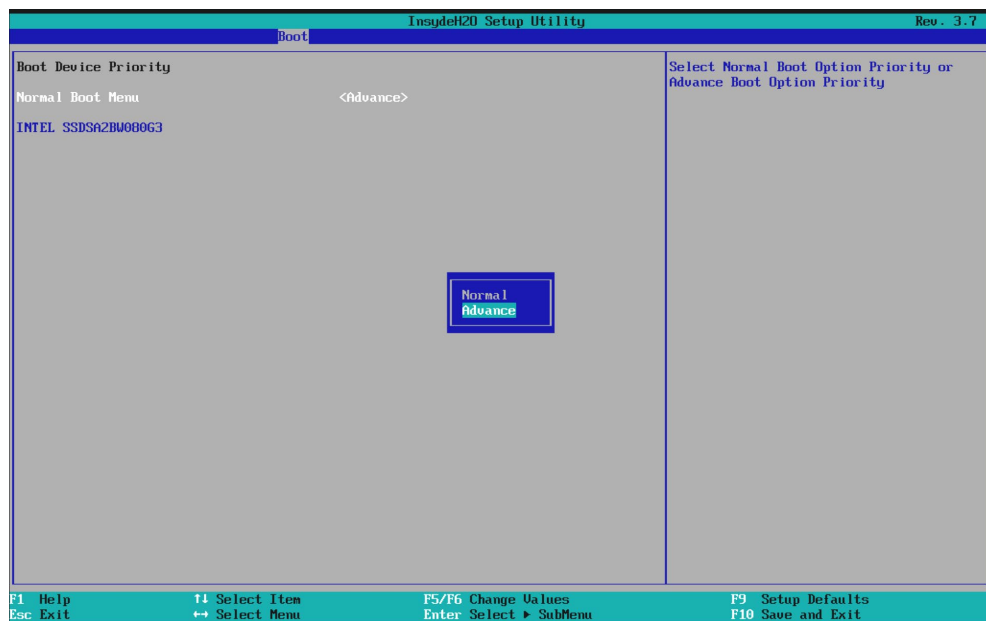 InsydeH20 Setup Utility Rev. 3.7
Boot
Boot Device Priority
Normal Boot Menu <Advance>
INTEL SSDSA2BW080G3
Select Normal Boot Option Priority or
Advance Boot Option Priority
Normal
Advance
F1 Help ↑↓ Select Item F5/F6 Change Values F9 Setup Defaults
Esc Exit ↔ Select Menu Enter Select ▶ SubMenu F10 Save and Exit